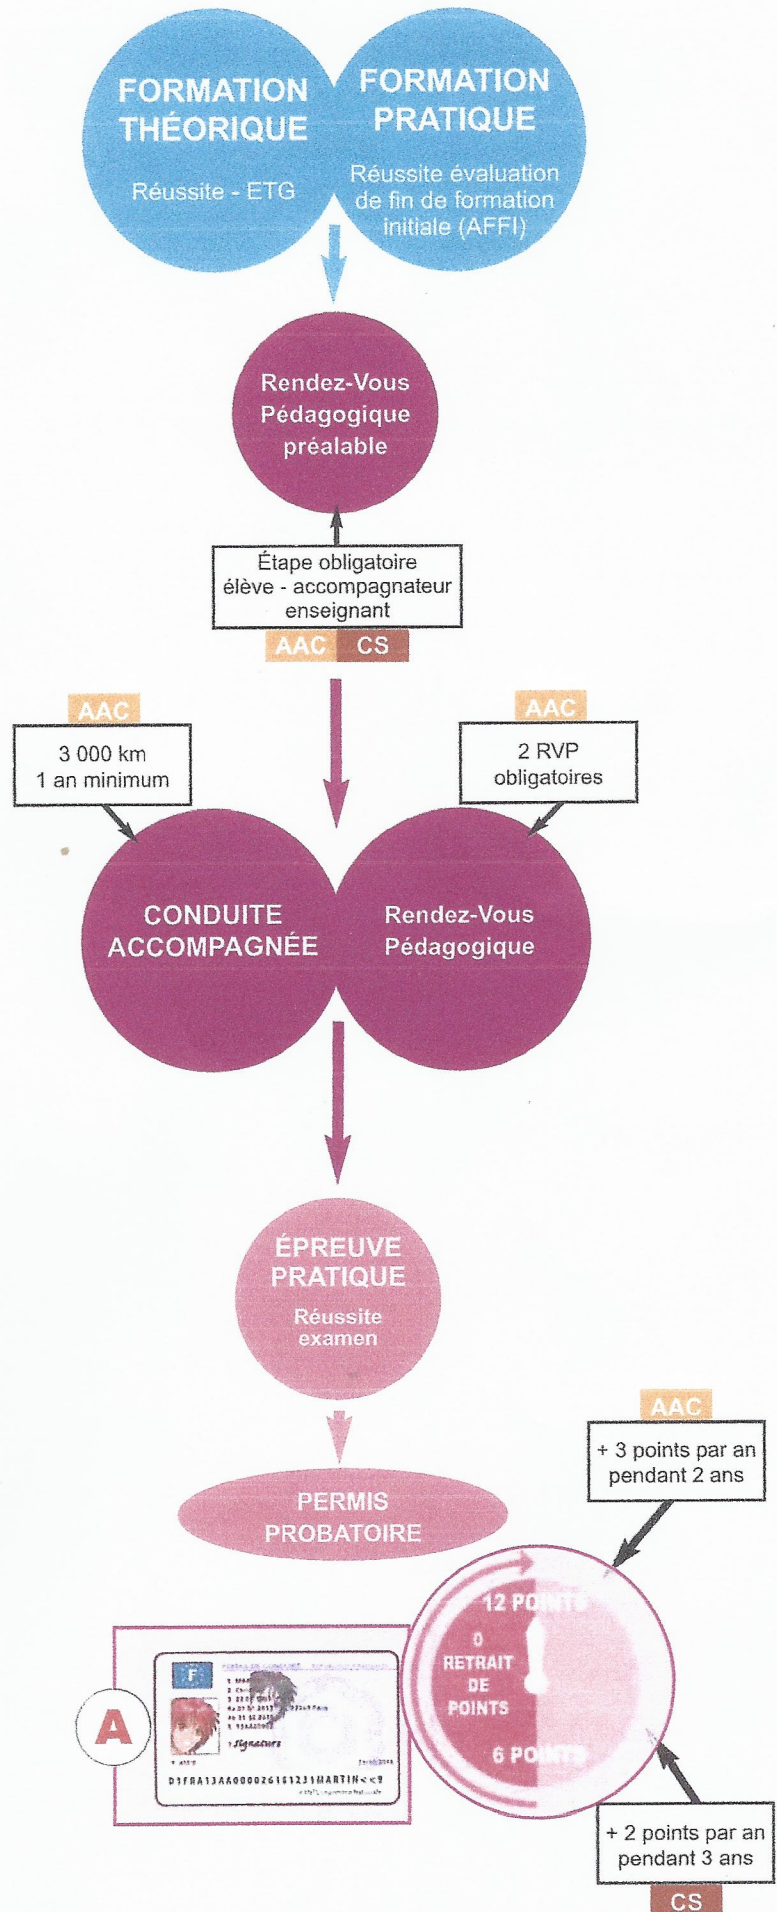 FORMATION
THÉORIQUE
Réussite - ETG
FORMATION
PRATIQUE
Réussite évaluation
de fin de formation
initiale (AFFI)
Rendez-Vous
Pédagogique
préalable
Étape obligatoire
élève - accompagnateur
enseignant
AAC CS
AAC
3 000 km
1 an minimum
AAC
2 RVP
obligatoires
CONDUITE
ACCOMPAGNÉE
Rendez-Vous
Pédagogique
ÉPREUVE
PRATIQUE
Réussite
examen
AAC
+ 3 points par an
pendant 2 ans
PERMIS
PROBATOIRE
12 POINTS
0
RETRAIT
DE
POINTS
6 POINTS
A
F
Signature
+ 2 points par an
pendant 3 ans
CS